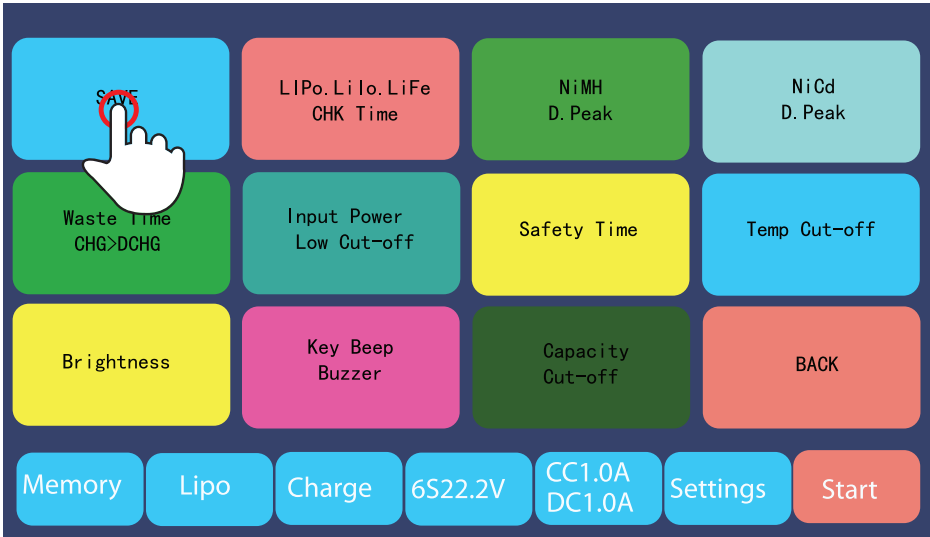 SAVE
LIPo.LiIo.LiFe
CHK Time
NiMH
D.Peak
NiCd
D.Peak
Waste Time
CHG>DCHG
Input Power
Low Cut-off
Safety Time
Temp Cut-off
Brightness
Key Beep
Buzzer
Capacity
Cut-off
BACK
Memory
Lipo
Charge
6S22.2V
CC1.0A
DC1.0A
Settings
Start